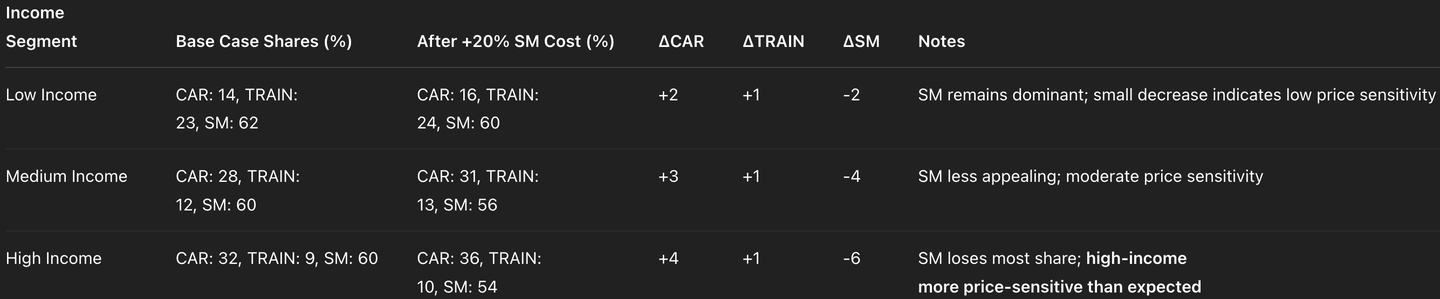 Income
Segment Base Case Shares (%) After +20% SM Cost (%) ΔCAR ΔTRAIN ΔSM Notes
Low Income CAR: 14, TRAIN: CAR: 16, TRAIN: +2 +1 -2 SM remains dominant; small decrease indicates low price sensitivity
23, SM: 62 24, SM: 60
Medium Income CAR: 28, TRAIN: CAR: 31, TRAIN: +3 +1 -4 SM less appealing; moderate price sensitivity
12, SM: 60 13, SM: 56
High Income CAR: 32, TRAIN: 9, SM: 60 CAR: 36, TRAIN: +4 +1 -6 SM loses most share; high-income
10, SM: 54 more price-sensitive than expected